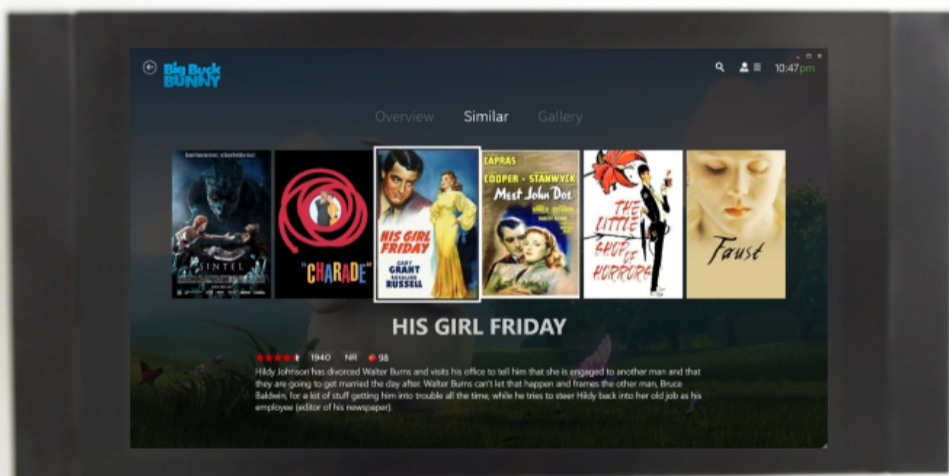 Big Buck
BUNNY
10:47pm
Overview Similar Gallery
SINTEL
"CHARADE"
HIS GIRL
FRIDAY
CARY
GRANT
ROSALIND
RUSSELL
CAPRAS
COOPER - STANWYCK
Meet John Doe
THE
LITTLE
SHOP OF
HORRORS
Faust
HIS GIRL FRIDAY
1940 NR 98
Hildy Johnson has divorced Walter Burns and visits his office to tell him that she is engaged to another man and that
they are going to get married the day after. Walter Burns can't let that happen and frames the other man, Bruce
Baldwin, for a lot of stuff getting him into trouble all the time, while he tries to steer Hildy back into her old job as his
employee (editor of his newspaper).